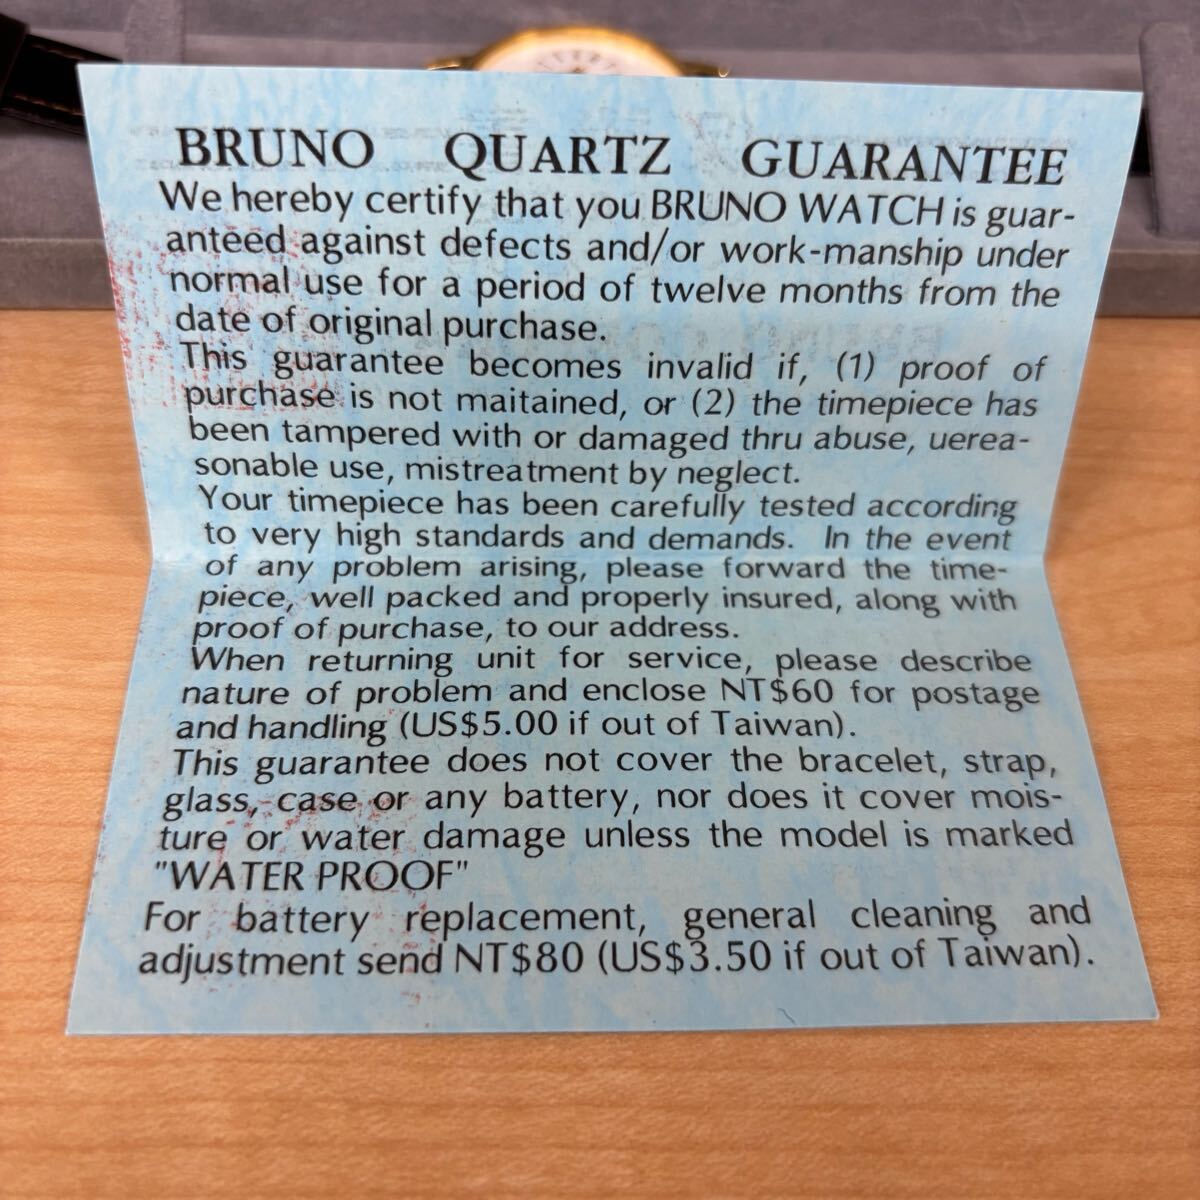 BRUNO QUARTZ GUARANTEE
We hereby certify that you BRUNO WATCH is guar-
anteed against defects and/or work-manship under
normal use for a period of twelve months from the
date of original purchase.
This guarantee becomes invalid if, (1) proof of
purchase is not maitained, or (2) the timepiece has
been tampered with or damaged thru abuse, uerea-
sonable use, mistreatment by neglect.
Your timepiece has been carefully tested according
to very high standards and demands. In the event
of any problem arising, please forward the time-
piece, well packed and properly insured, along with
proof of purchase, to our address.
When returning unit for service, please describe
nature of problem and enclose NT$60 for postage
and handling (US$5.00 if out of Taiwan).
This guarantee does not cover the bracelet, strap,
glass, case or any battery, nor does it cover mois-
ture or water damage unless the model is marked
"WATER PROOF"
For battery replacement, general cleaning and
adjustment send NT$80 (US$3.50 if out of Taiwan).